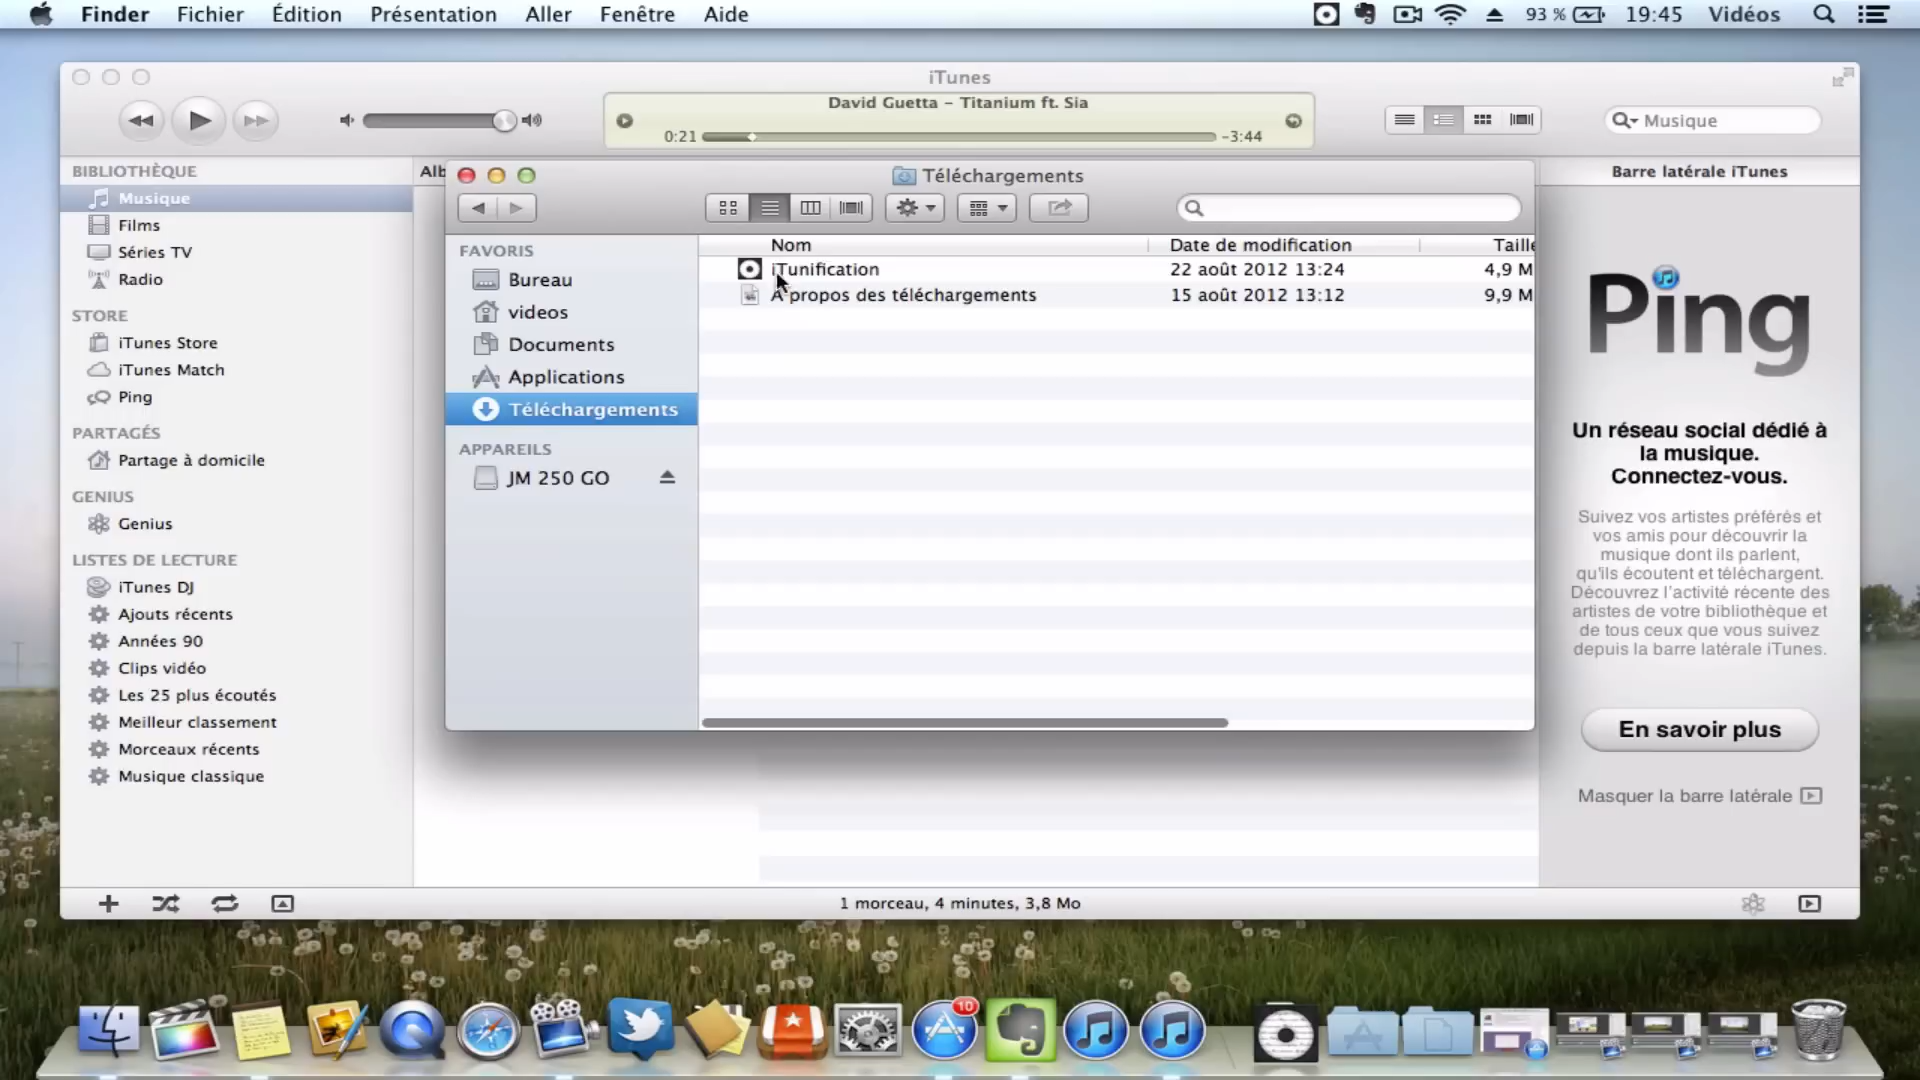 Finder Fichier Édition Présentation Aller Fenêtre Aide 93 % 19:45 Vidéos
iTunes
David Guetta – Titanium ft. Sia
0:21 -3:44
Musique
BIBLIOTHÈQUE
Musique
Films
Séries TV
Radio
STORE
iTunes Store
iTunes Match
Ping
PARTAGÉS
Partage à domicile
GENIUS
Genius
LISTES DE LECTURE
iTunes DJ
Ajouts récents
Années 90
Clips vidéo
Les 25 plus écoutés
Meilleur classement
Morceaux récents
Musique classique
Alb
Téléchargements
FAVORIS
Bureau
videos
Documents
Applications
Téléchargements
APPAREILS
JM 250 GO
Nom Date de modification Taille
iTunification 22 août 2012 13:24 4,9 M
À propos des téléchargements 15 août 2012 13:12 9,9 M
Barre latérale iTunes
Ping
Un réseau social dédié à
la musique.
Connectez-vous.
Suivez vos artistes préférés et
vos amis pour découvrir la
musique dont ils parlent,
qu'ils écoutent et téléchargent.
Découvrez l'activité récente des
artistes de votre bibliothèque et
de tous ceux que vous suivez
depuis la barre latérale iTunes.
En savoir plus
Masquer la barre latérale
1 morceau, 4 minutes, 3,8 Mo
10